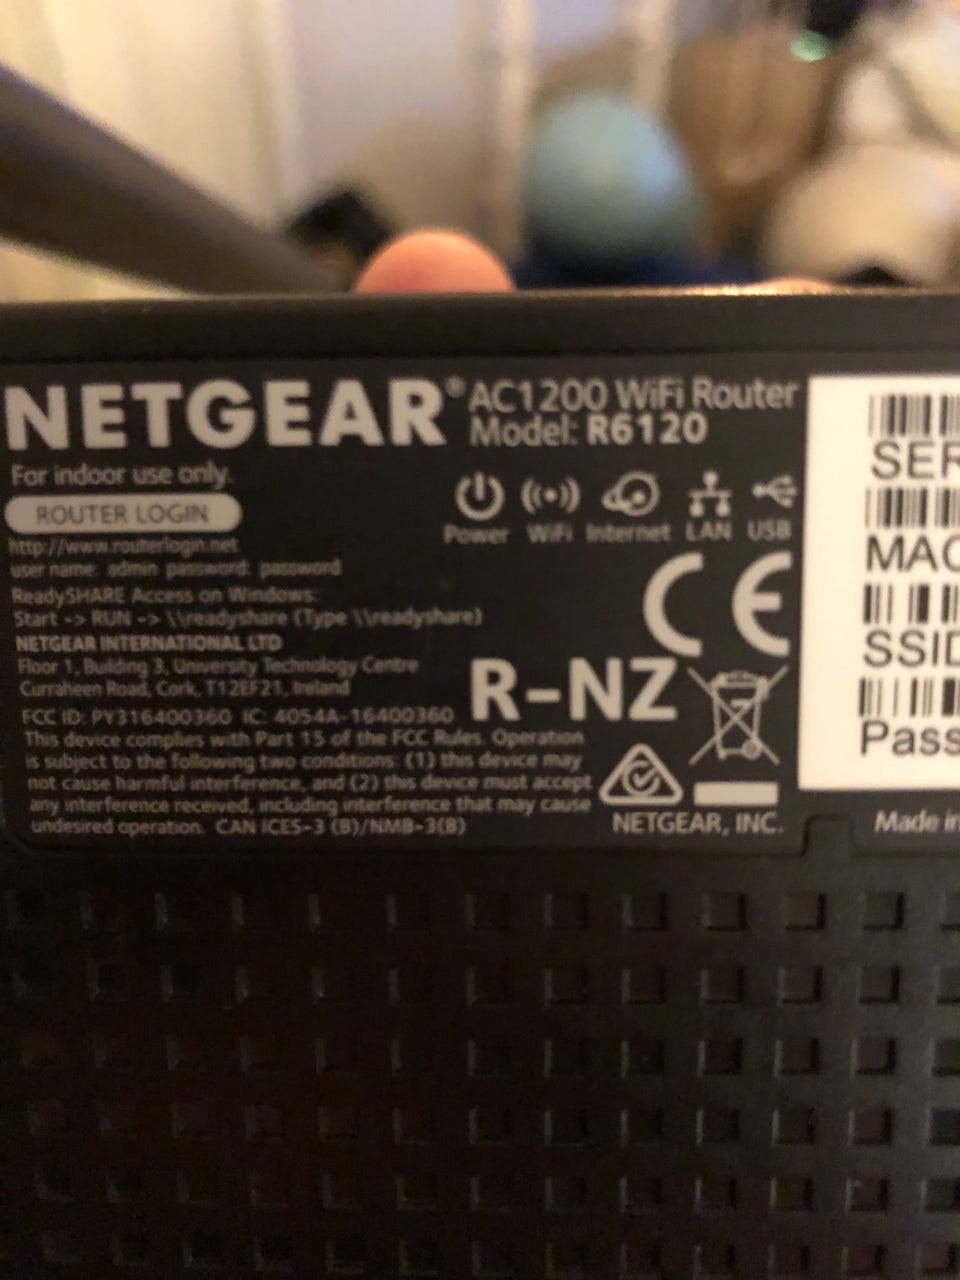 NETGEAR® AC1200 WiFi Router
Model: R6120
For indoor use only.
ROUTER LOGIN
Power WiFi Internet LAN USB
http://www.routerlogin.net
user name: admin password: password
ReadySHARE Access on Windows:
Start -> RUN -> \\readyshare (Type \\readyshare)
NETGEAR INTERNATIONAL LTD
Floor 1, Building 3, University Technology Centre
Curraheen Road, Cork, T12EF21, Ireland
CE
R-NZ
FCC ID: PY316400360 IC: 4054A-16400360
This device complies with Part 15 of the FCC Rules. Operation
is subject to the following two conditions: (1) this device may
not cause harmful interference, and (2) this device must accept
any interference received, including interference that may cause
undesired operation. CAN ICES-3 (B)/NMB-3(B)
NETGEAR, INC.
SER
MAC
SSID
Pass
Made in